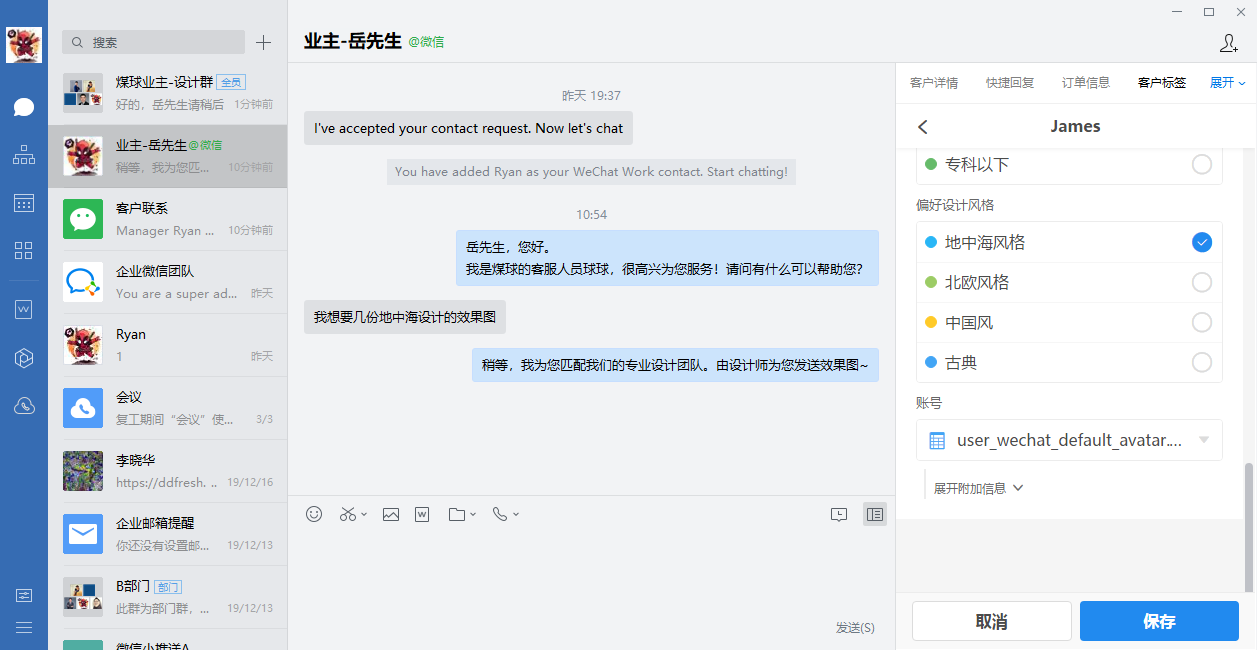 搜索
煤球业主-设计群 全员
好的，岳先生请稍后 1分钟前
业主-岳先生@微信
稍等，我为您匹... 10分钟前
客户联系
Manager Ryan ... 10分钟前
企业微信团队
You are a super ad... 昨天
Ryan
1 昨天
会议
复工期间“会议”使... 3/3
李晓华
https://ddfresh. .. 19/12/16
企业邮箱提醒
你还没有设置邮... 19/12/13
B部门 部门
此群为部门群，... 19/12/13
微信小推送A
业主-岳先生 @微信
昨天 19:37
I've accepted your contact request. Now let's chat
You have added Ryan as your WeChat Work contact. Start chatting!
10:54
岳先生，您好。
我是煤球的客服人员球球，很高兴为您服务！请问有什么可以帮助您?
我想要几份地中海设计的效果图
稍等，我为您匹配我们的专业设计团队。由设计师为您发送效果图~
发送(S)
客户详情 快捷回复 订单信息 客户标签 展开
James
专科以下
偏好设计风格
地中海风格
北欧风格
中国风
古典
账号
user_wechat_default_avatar....
展开附加信息
取消 保存